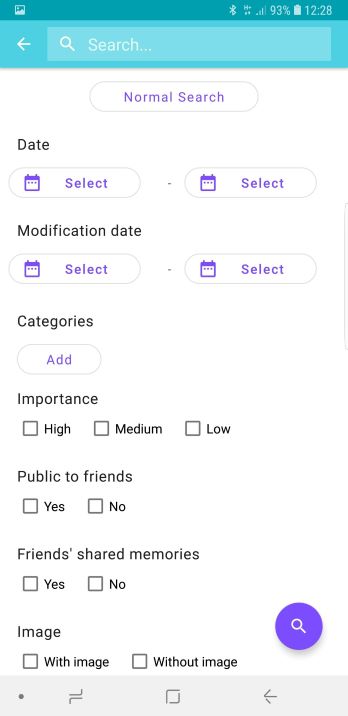 93% 12:28
Search...
Normal Search
Date
Select - Select
Modification date
Select - Select
Categories
Add
Importance
High Medium Low
Public to friends
Yes No
Friends' shared memories
Yes No
Image
With image Without image